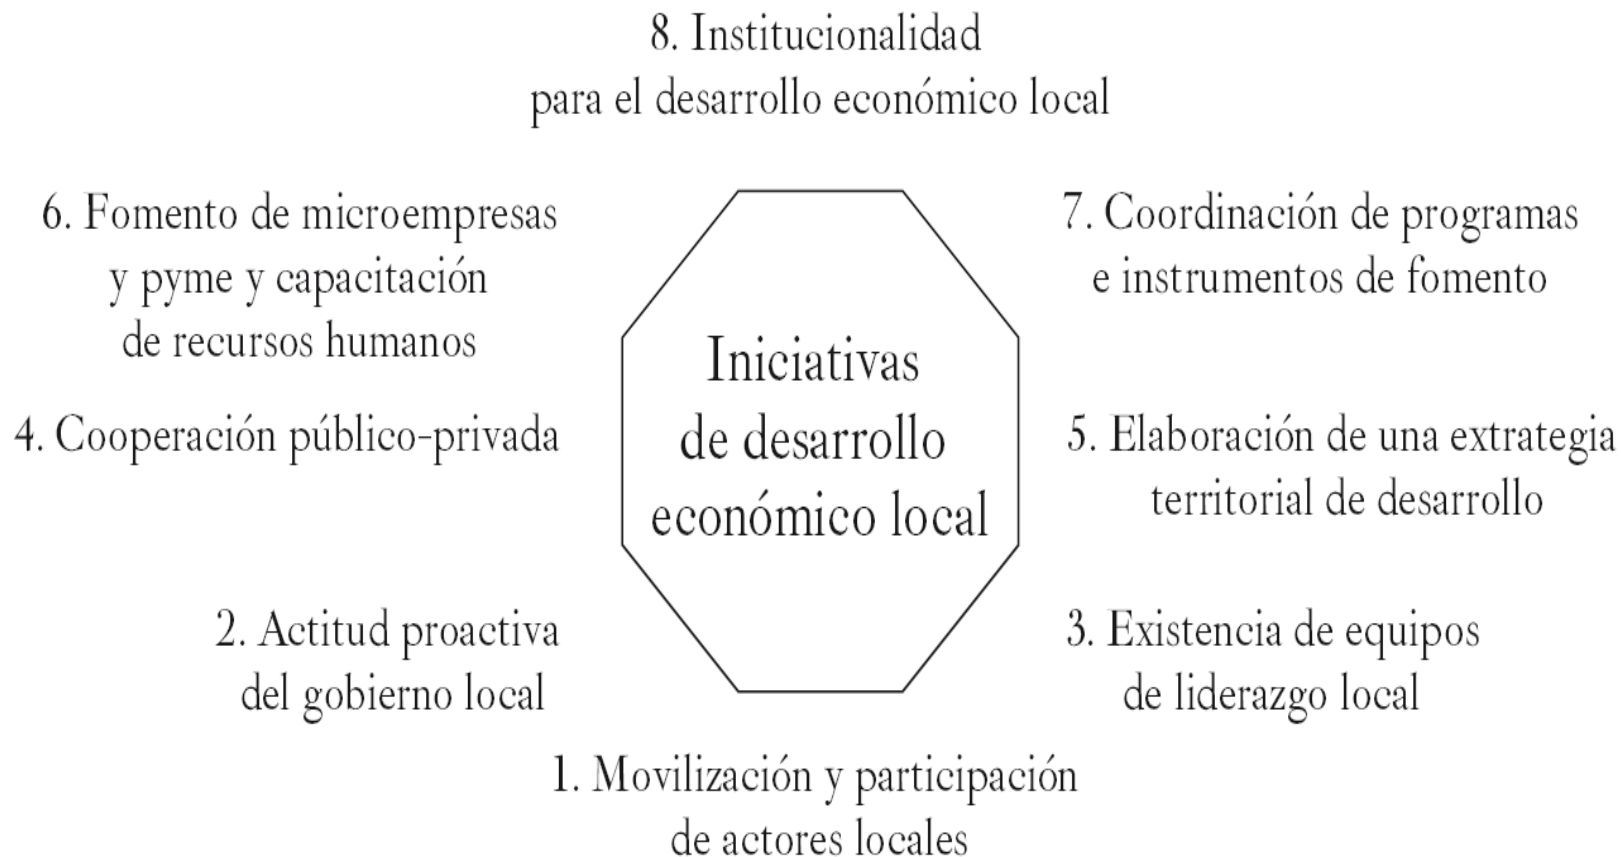 8. Institucionalidad
para el desarrollo económico local
6. Fomento de microempresas
y pyme y capacitación
de recursos humanos
7. Coordinación de programas
e instrumentos de fomento
Iniciativas
de desarrollo
económico local
4. Cooperación público-privada
5. Elaboración de una extrategia
territorial de desarrollo
2. Actitud proactiva
del gobierno local
3. Existencia de equipos
de liderazgo local
1. Movilización y participación
de actores locales